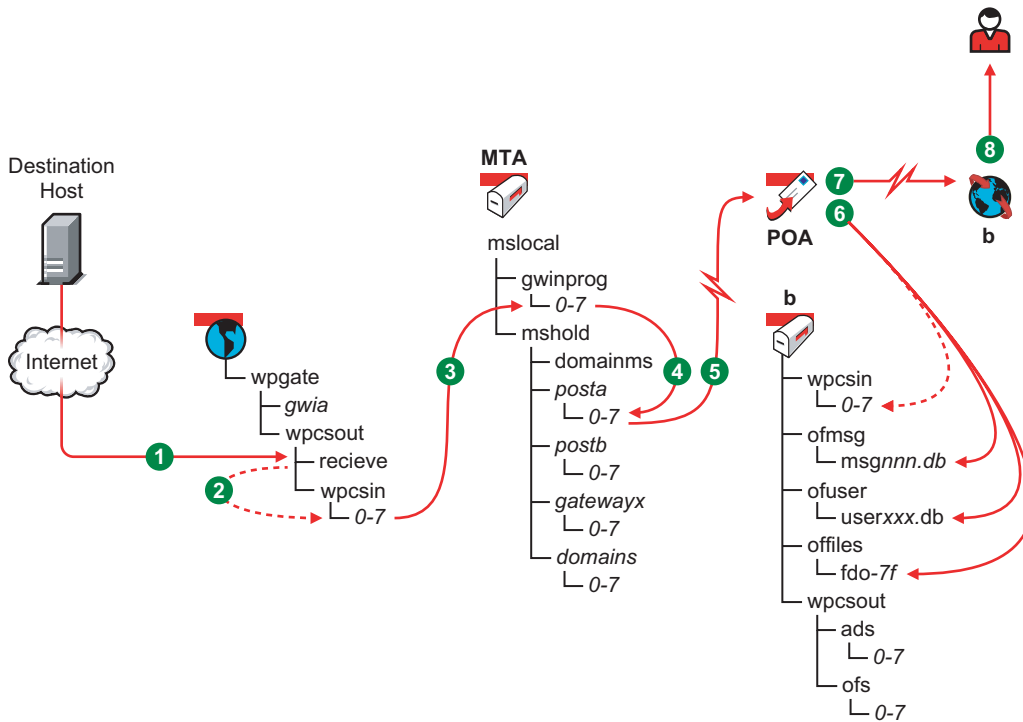 Destination
Host
Internet
1
wpgate
gwia
wpcsout
recieve
2
wpcsin
0-7
3
MTA
mslocal
gwinprog
0-7
mshold
domainms
4
5
posta
0-7
postb
0-7
gatewayx
0-7
domains
0-7
POA
7
6
8
b
b
wpcsin
0-7
ofmsg
msgnnn.db
ofuser
userxxx.db
offiles
fdo-7f
wpcsout
ads
0-7
ofs
0-7